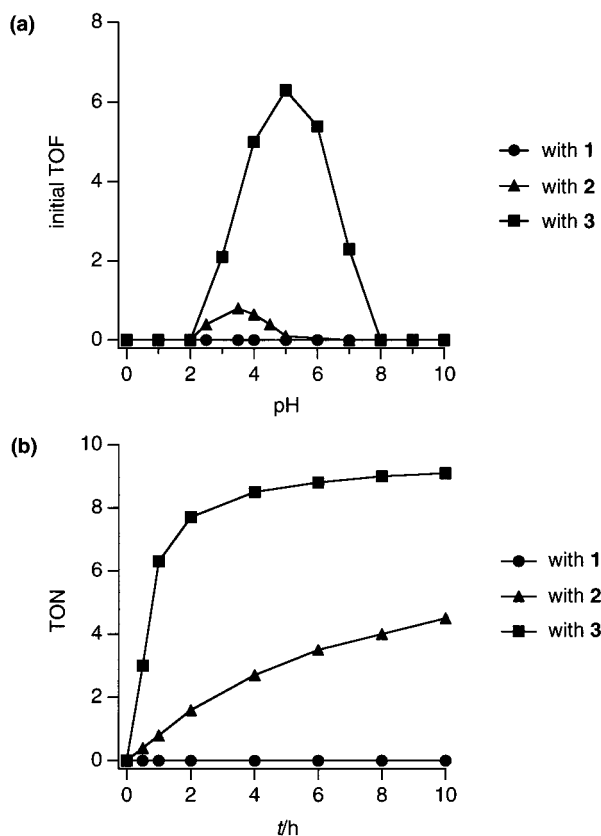 (a)
8
6
4
2
0
initial TOF
0 2 4 6 8 10
pH
with 1
with 2
with 3
(b)
10
8
6
4
2
0
TON
0 2 4 6 8 10
t/h
with 1
with 2
with 3